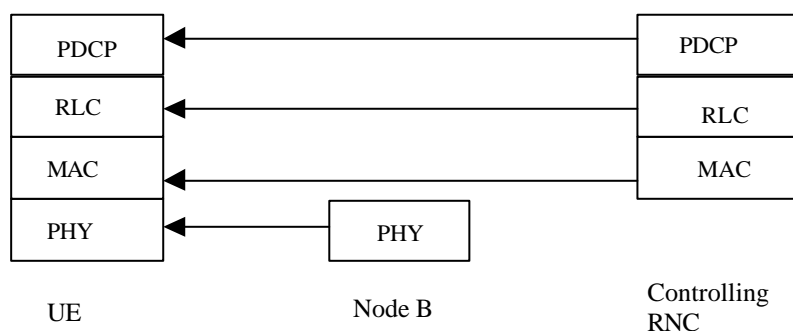 PDCP
PDCP
RLC
RLC
MAC
MAC
PHY
PHY
UE
Node B
Controlling
RNC